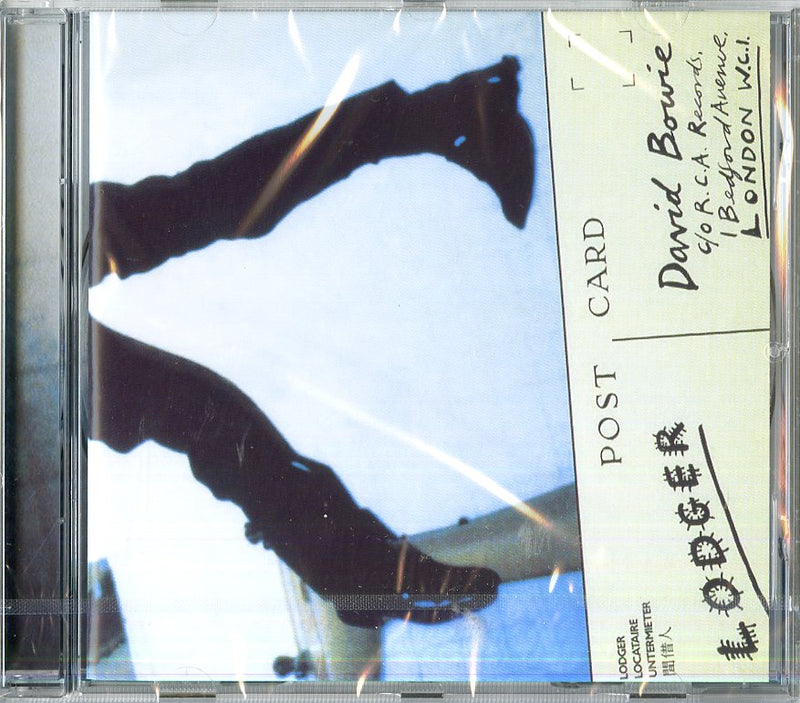 POST CARD
LODGER
LOCATAIRE
UNTERMIETER
間借人
LODGER
David Bowie
c/o R.C.A. Records,
1 Bedford Avenue,
LONDON W.C.1.